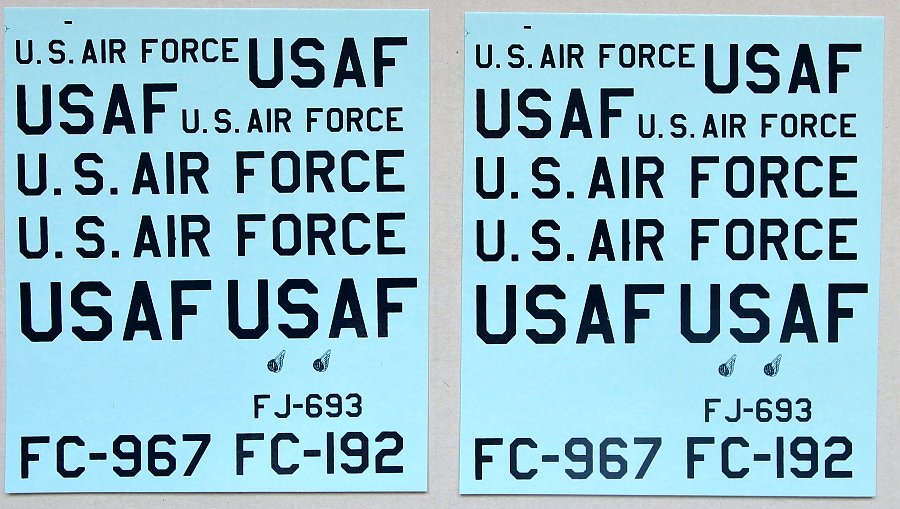 U.S. AIR FORCE USAF
USAF U.S. AIR FORCE
U.S. AIR FORCE
U.S. AIR FORCE
USAF USAF
FJ-693
FC-967 FC-192
U.S. AIR FORCE USAF
USAF U.S. AIR FORCE
U.S. AIR FORCE
U.S. AIR FORCE
USAF USAF
FJ-693
FC-967 FC-192